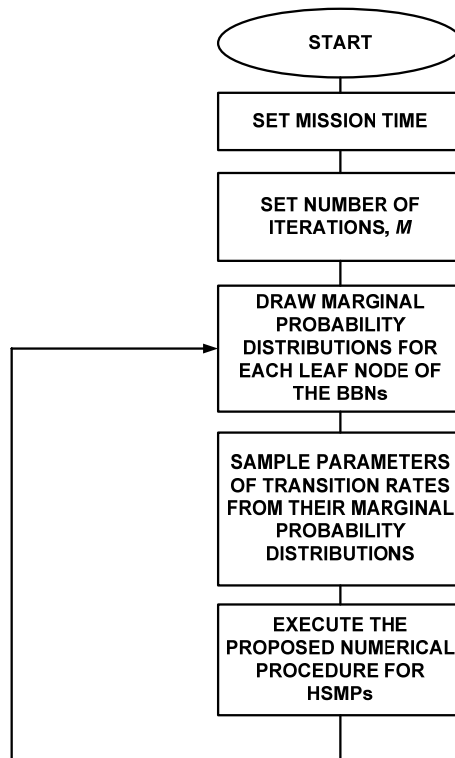 START
SET MISSION TIME
SET NUMBER OF
ITERATIONS, M
DRAW MARGINAL
PROBABILITY
DISTRIBUTIONS FOR
EACH LEAF NODE OF
THE BBNs
SAMPLE PARAMETERS
OF TRANSITION RATES
FROM THEIR MARGINAL
PROBABILITY
DISTRIBUTIONS
EXECUTE THE
PROPOSED NUMERICAL
PROCEDURE FOR
HSMPs